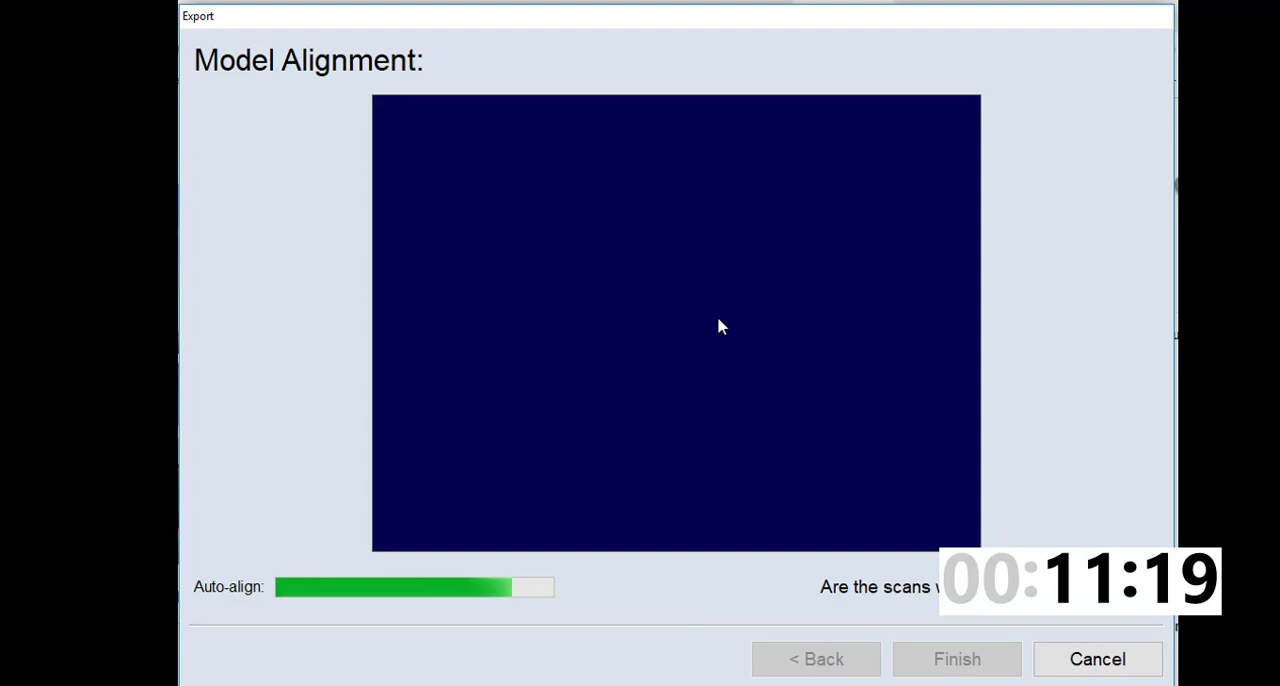 Export
Model Alignment:
Auto-align:
Are the scans
00:11:19
< Back
Finish
Cancel